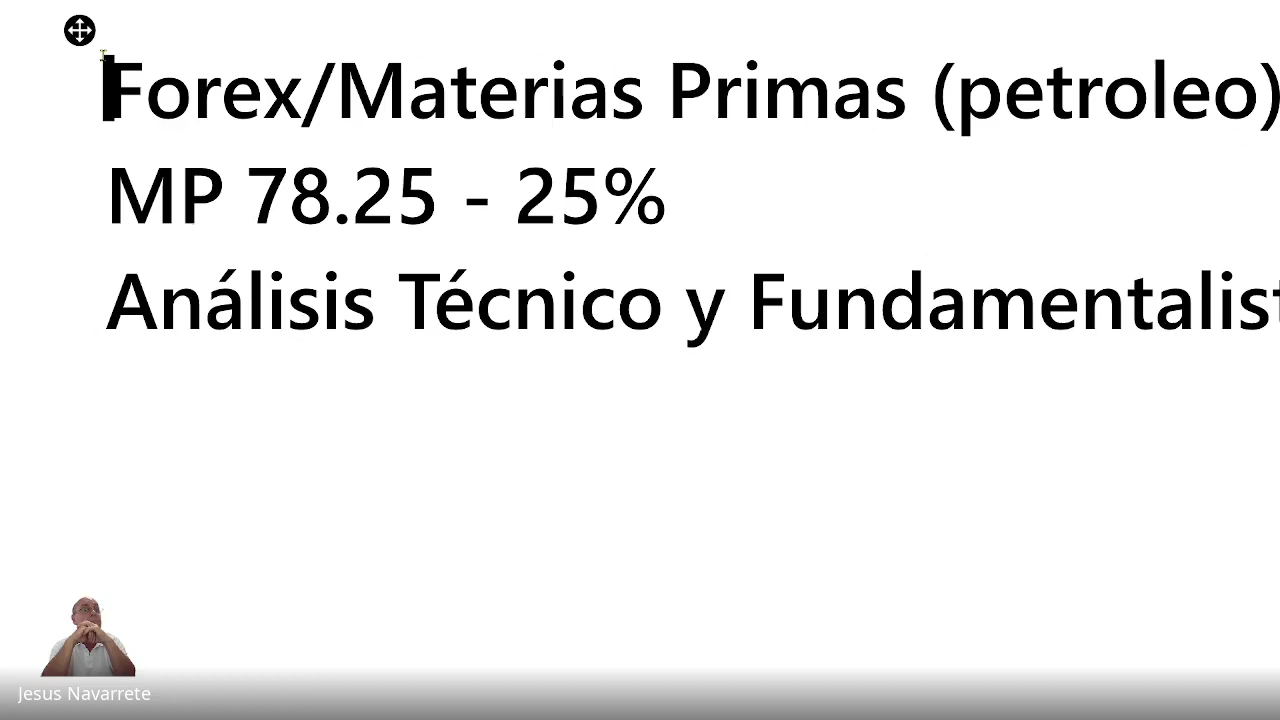 Forex/Materias Primas (petroleo)
MP 78.25 - 25%
Análisis Técnico y Fundamentalist
Jesus Navarrete